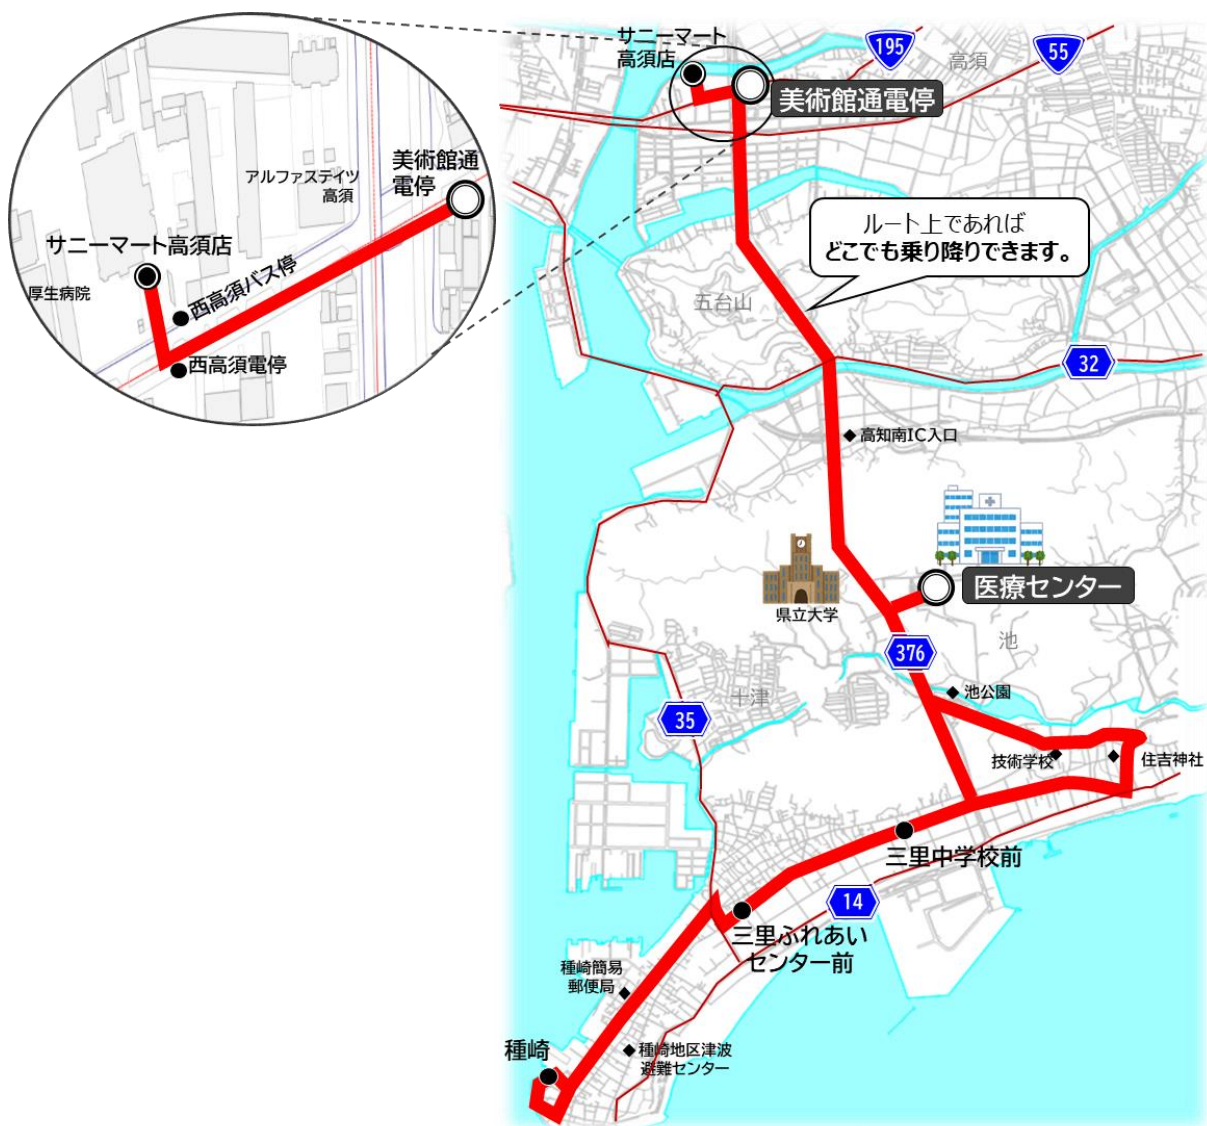 サニーマート
高須店
195
高須
55
美術館通電停
美術館通
電停
アルファステイツ
高須
サニーマート高須店
厚生病院
西高須バス停
西高須電停
ルート上であれば
どこでも乗り降りできます。
五台山
32
高知南IC入口
県立大学
医療センター
池
376
池公園
十津
35
技術学校
住吉神社
三里中学校前
14
三里ふれあい
センター前
種崎簡易
郵便局
種崎
種崎地区津波
避難センター